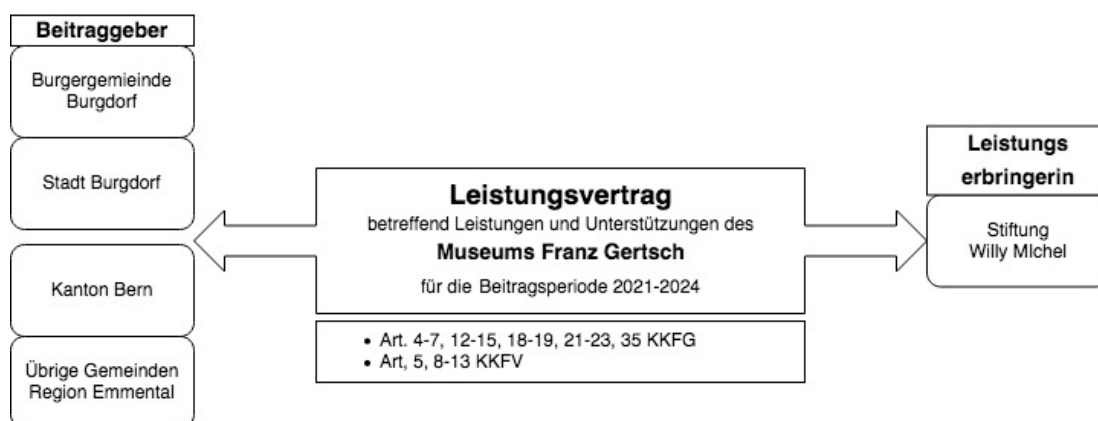 Beitraggeber
Burgergemieinde
Burgdorf
Stadt Burgdorf
Kanton Bern
Übrige Gemeinden
Region Emmental
Leistungsvertrag
betreffend Leistungen und Unterstützungen des
Museums Franz Gertsch
für die Beitragsperiode 2021-2024
• Art. 4-7, 12-15, 18-19, 21-23, 35 KKFG
• Art, 5, 8-13 KKFV
Leistungs
erbringerin
Stiftung
Willy MIchel